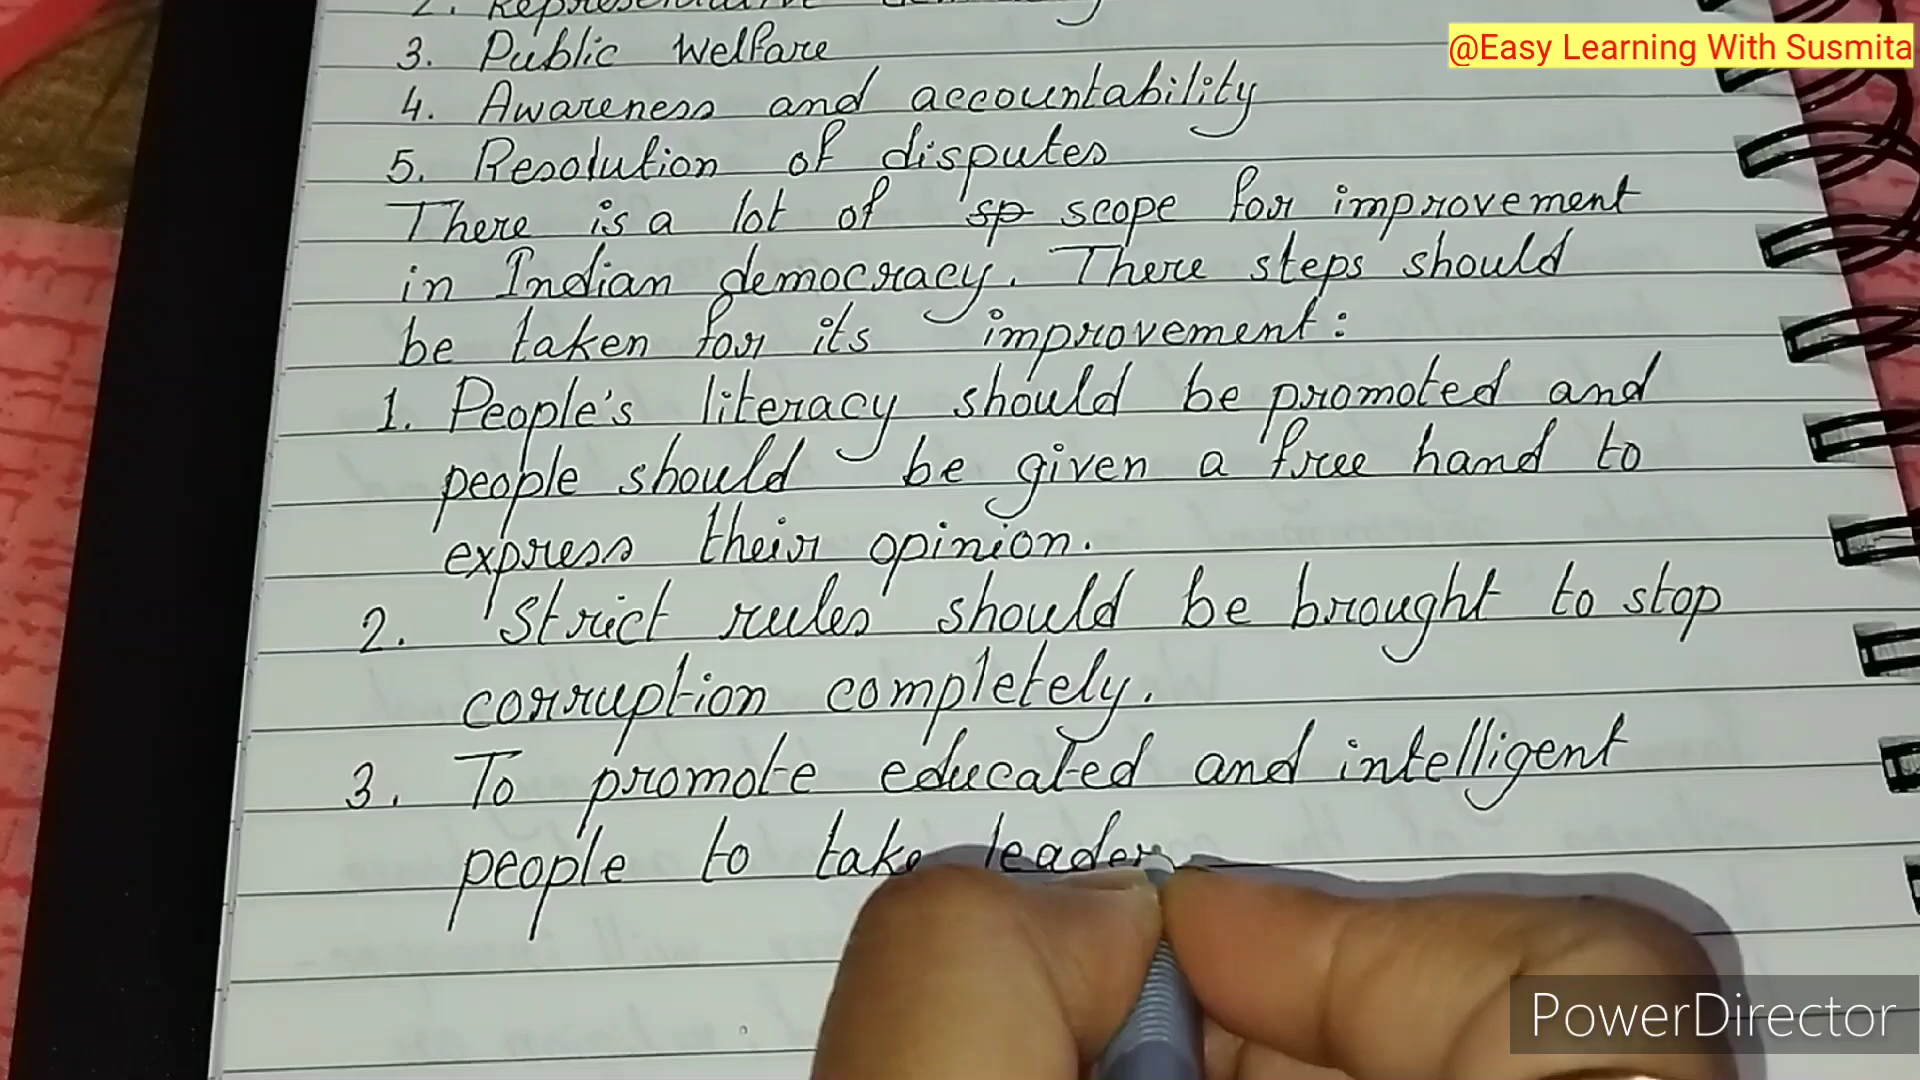 2. Representative
3. Public Welfare
@Easy Learning With Susmita
4. Awareness and accountability
5. Resolution of disputes
There is a lot of sp scope for improvement
in Indian democracy. There steps should
be taken for its improvement:
1. People's literacy should be promoted and
people should be given a free hand to
express their opinion.
2. Strict rules should be brought to stop
corruption completely.
3. To promote educated and intelligent
people to take leader
PowerDirector